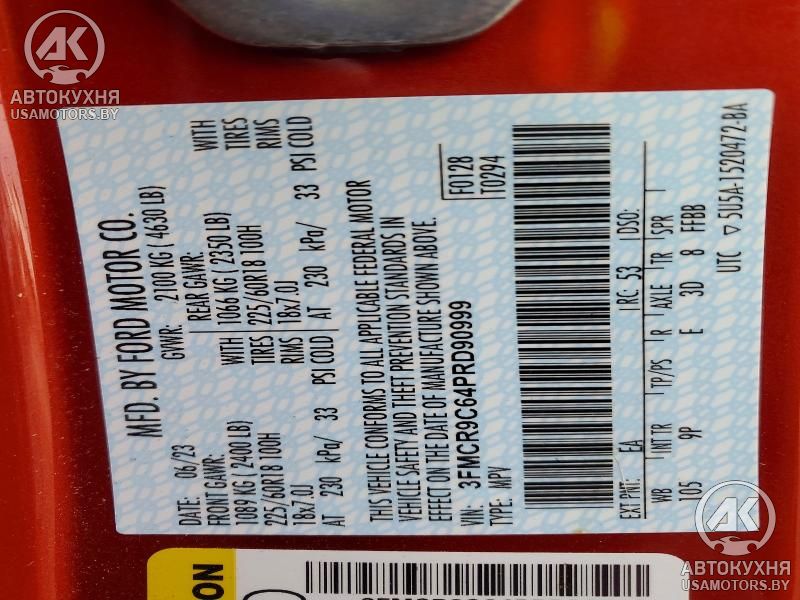 AK
АВТОКУХНЯ
USAMOTORS.BY
MFD. BY FORD MOTOR CO.
DATE: 06/23 GVWR: 2100 KG ( 4630 LB)
FRONT GAWR: REAR GAWR:
1089 KG ( 2400 LB) WITH 1066 KG ( 2350 LB) WITH
225/60R18 100H TIRES 225/60R18 100H TIRES
18x7.0J RIMS 18x7.0J RIMS
AT 230 kPa/ 33 PSI COLD AT 230 kPa/ 33 PSI COLD
THIS VEHICLE CONFORMS TO ALL APPLICABLE FEDERAL MOTOR
VEHICLE SAFETY AND THEFT PREVENTION STANDARDS IN
EFFECT ON THE DATE OF MANUFACTURE SHOWN ABOVE.
VIN: 3FMCR9C64PRD90999 F0128
TYPE: MPV T0294
EXT PNT: EA RC: 53 DSO:
WB INT TR TP/PS R AXLE TR SPR
105 9P E 3D 8 FFBB
UTC ▽ 5U5A-1520472-BA
ON
AK
АВТОКУХНЯ
USAMOTORS.BY